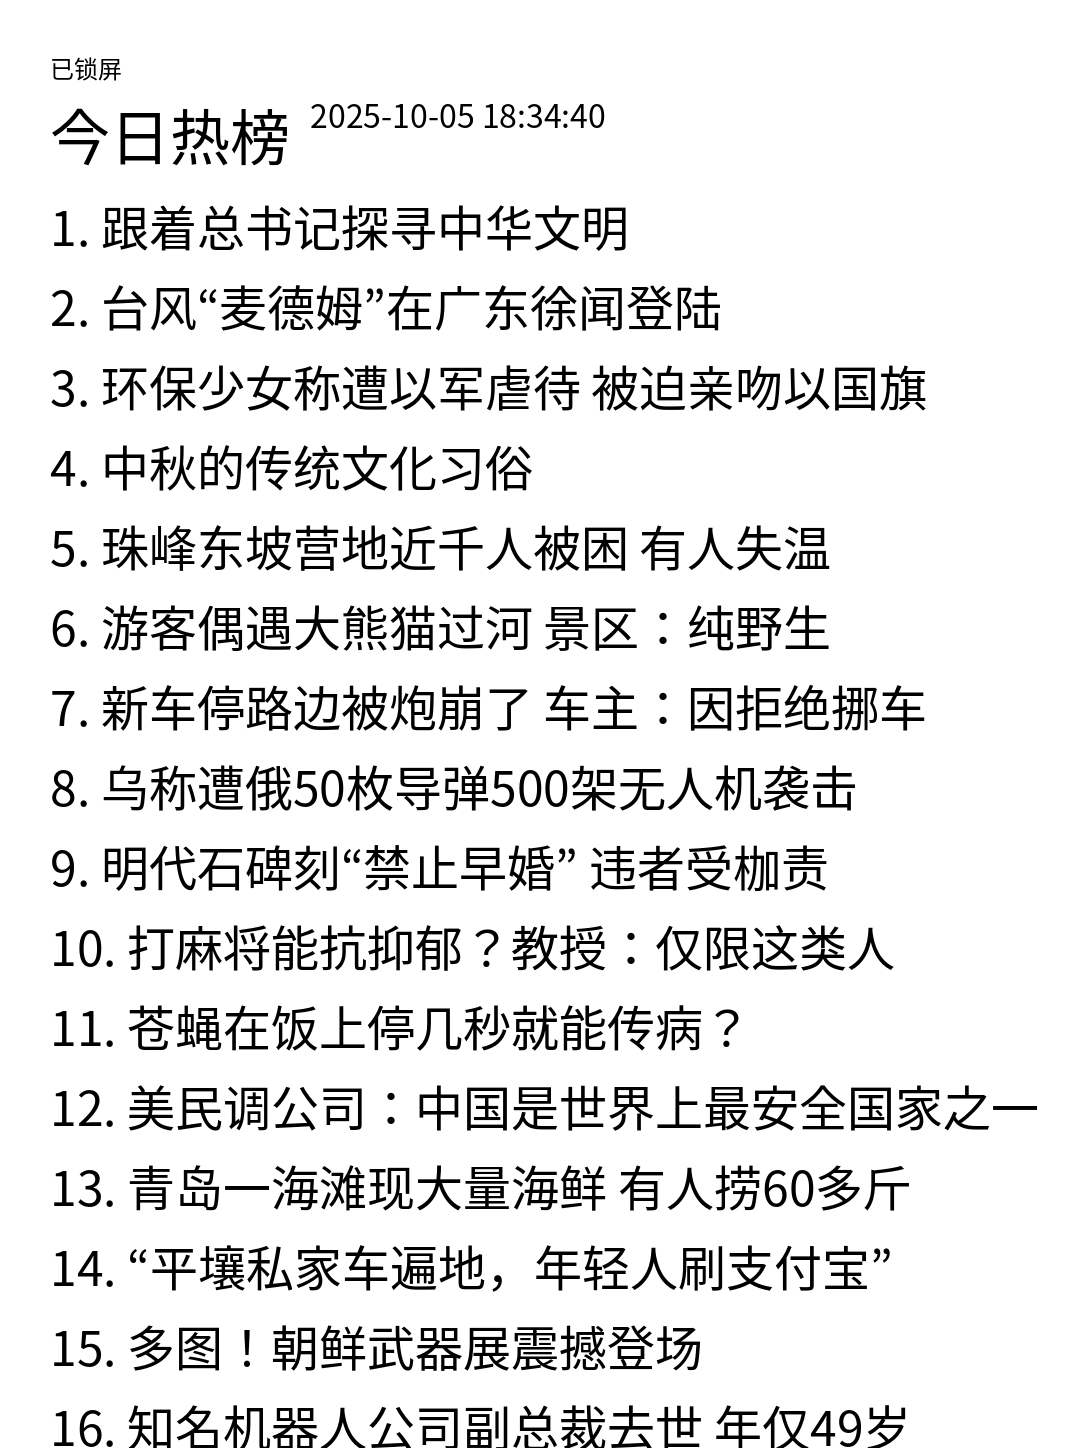 已锁屏
今日热榜 2025-10-05 18:34:40
1. 跟着总书记探寻中华文明
2. 台风“麦德姆”在广东徐闻登陆
3. 环保少女称遭以军虐待 被迫亲吻以国旗
4. 中秋的传统文化习俗
5. 珠峰东坡营地近千人被困 有人失温
6. 游客偶遇大熊猫过河 景区：纯野生
7. 新车停路边被炮崩了 车主：因拒绝挪车
8. 乌称遭俄50枚导弹500架无人机袭击
9. 明代石碑刻“禁止早婚” 违者受枷责
10. 打麻将能抗抑郁？教授：仅限这类人
11. 苍蝇在饭上停几秒就能传病？
12. 美民调公司：中国是世界上最安全国家之一
13. 青岛一海滩现大量海鲜 有人捞60多斤
14. “平壤私家车遍地，年轻人刷支付宝”
15. 多图！朝鲜武器展震撼登场
16. 知名机器人公司副总裁去世 年仅49岁